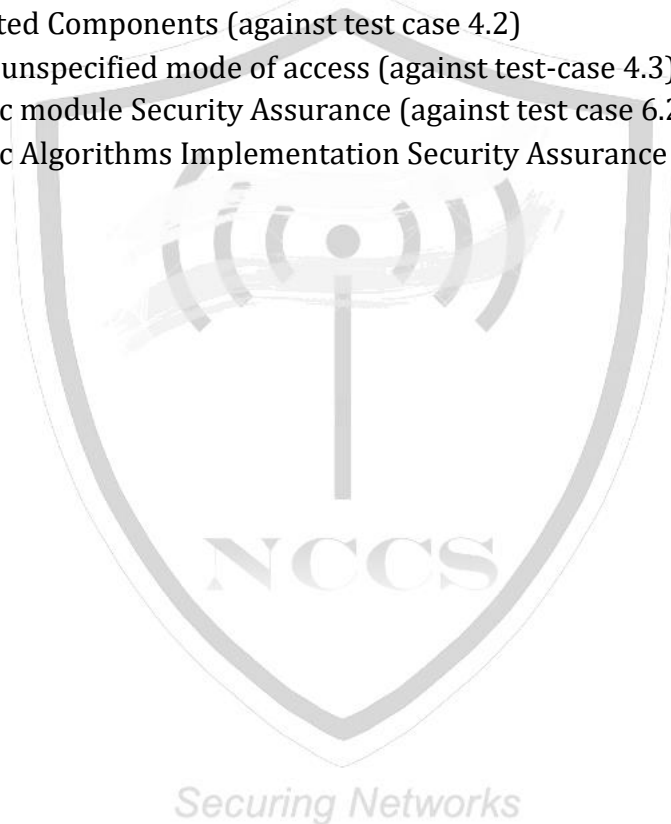 ted Components (against test case 4.2)
unspecified mode of access (against test-case 4.3)
c module Security Assurance (against test case 6.2
c Algorithms Implementation Security Assurance
NCCS
Securing Networks